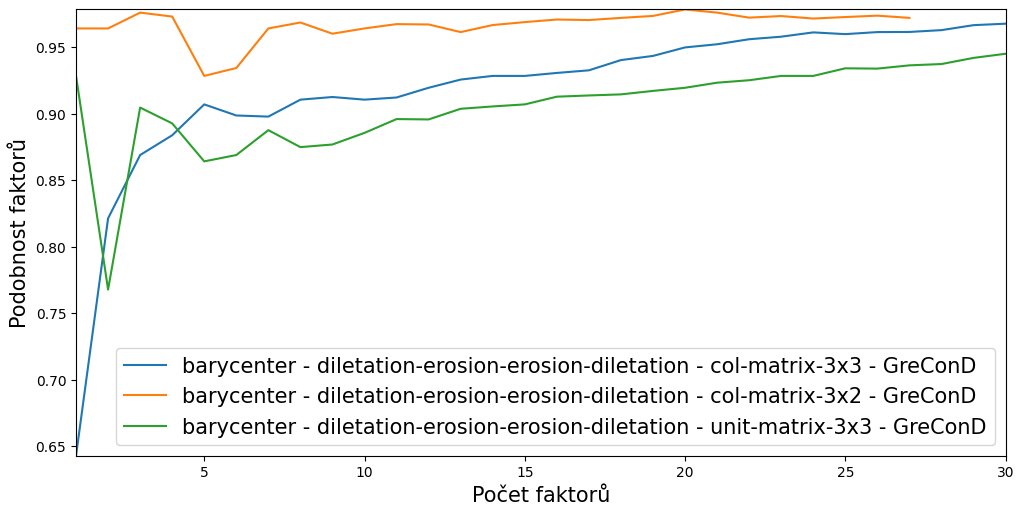 Podobnost faktorů
0.95
0.90
0.85
0.80
0.75
0.70
0.65
barycenter - diletation-erosion-erosion-diletation - col-matrix-3x3 - GreConD
barycenter - diletation-erosion-erosion-diletation - col-matrix-3x2 - GreConD
barycenter - diletation-erosion-erosion-diletation - unit-matrix-3x3 - GreConD
5
10
15
20
25
30
Počet faktorů